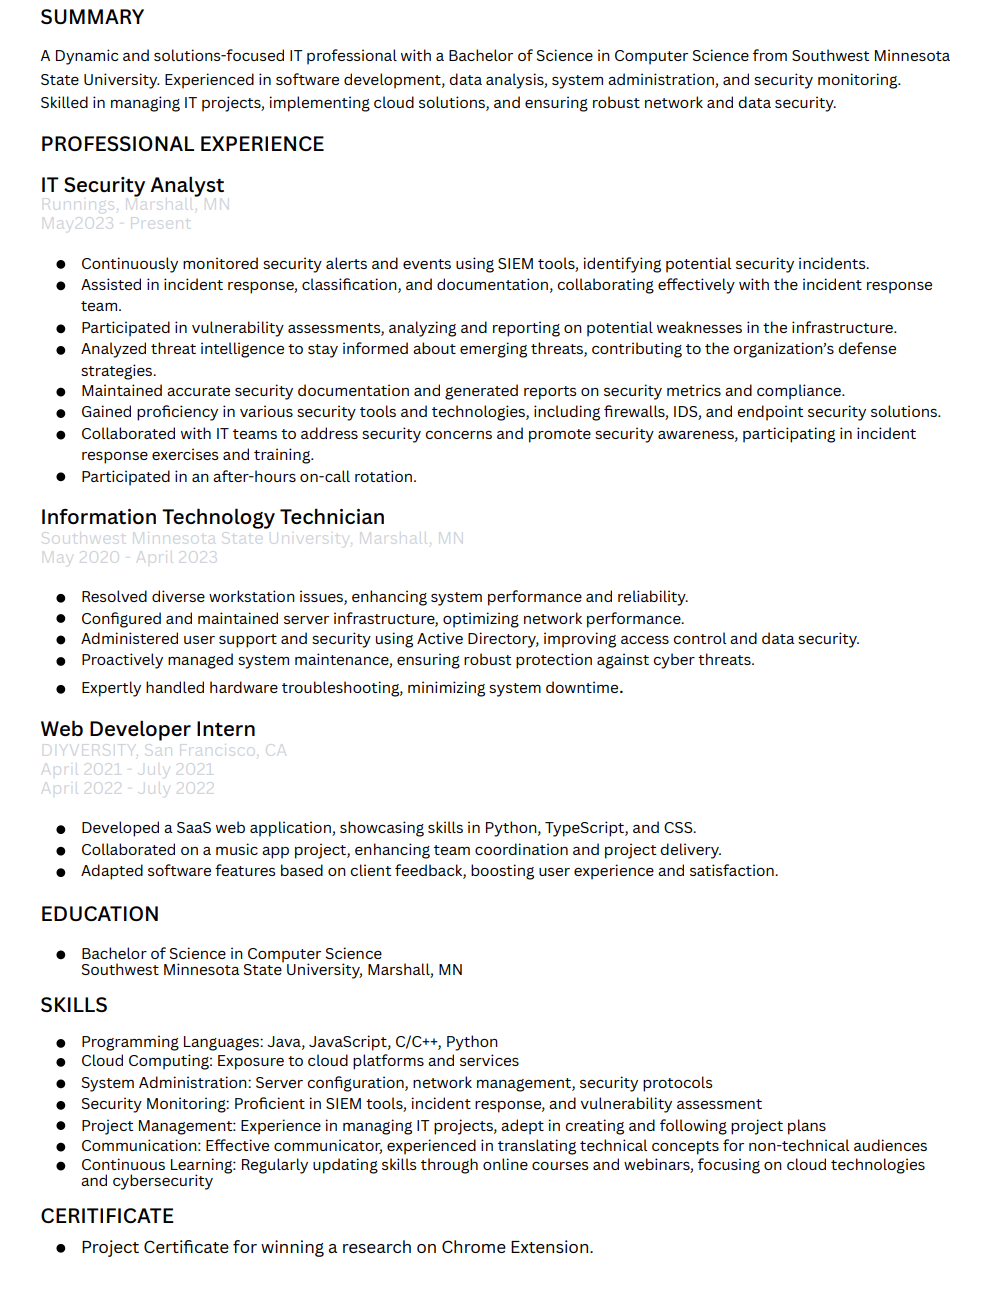 SUMMARY
A Dynamic and solutions-focused IT professional with a Bachelor of Science in Computer Science from Southwest Minnesota
State University. Experienced in software development, data analysis, system administration, and security monitoring.
Skilled in managing IT projects, implementing cloud solutions, and ensuring robust network and data security.
PROFESSIONAL EXPERIENCE
IT Security Analyst
Runnings, Marshall, MN
May2023 - Present
● Continuously monitored security alerts and events using SIEM tools, identifying potential security incidents.
● Assisted in incident response, classification, and documentation, collaborating effectively with the incident response
team.
● Participated in vulnerability assessments, analyzing and reporting on potential weaknesses in the infrastructure.
● Analyzed threat intelligence to stay informed about emerging threats, contributing to the organization’s defense
strategies.
● Maintained accurate security documentation and generated reports on security metrics and compliance.
● Gained proficiency in various security tools and technologies, including firewalls, IDS, and endpoint security solutions.
● Collaborated with IT teams to address security concerns and promote security awareness, participating in incident
response exercises and training.
● Participated in an after-hours on-call rotation.
Information Technology Technician
Southwest Minnesota State University, Marshall, MN
May 2020 - April 2023
● Resolved diverse workstation issues, enhancing system performance and reliability.
● Configured and maintained server infrastructure, optimizing network performance.
● Administered user support and security using Active Directory, improving access control and data security.
● Proactively managed system maintenance, ensuring robust protection against cyber threats.
● Expertly handled hardware troubleshooting, minimizing system downtime.
Web Developer Intern
DIYVERSITY, San Francisco, CA
April 2021 - July 2021
April 2022 - July 2022
● Developed a SaaS web application, showcasing skills in Python, TypeScript, and CSS.
● Collaborated on a music app project, enhancing team coordination and project delivery.
● Adapted software features based on client feedback, boosting user experience and satisfaction.
EDUCATION
● Bachelor of Science in Computer Science
Southwest Minnesota State University, Marshall, MN
SKILLS
● Programming Languages: Java, JavaScript, C/C++, Python
● Cloud Computing: Exposure to cloud platforms and services
● System Administration: Server configuration, network management, security protocols
● Security Monitoring: Proficient in SIEM tools, incident response, and vulnerability assessment
● Project Management: Experience in managing IT projects, adept in creating and following project plans
● Communication: Effective communicator, experienced in translating technical concepts for non-technical audiences
● Continuous Learning: Regularly updating skills through online courses and webinars, focusing on cloud technologies
and cybersecurity
CERITIFICATE
● Project Certificate for winning a research on Chrome Extension.